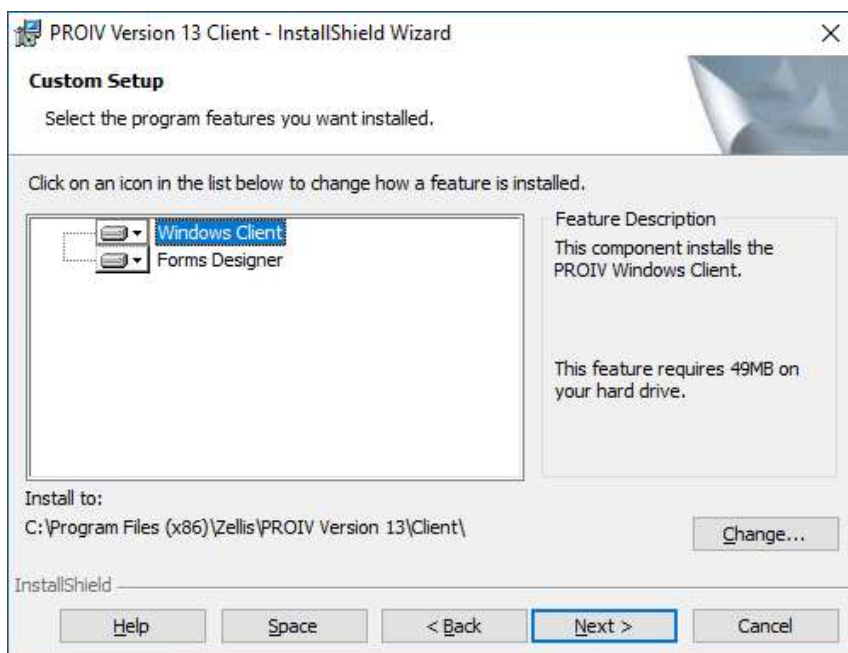 PROIV Version 13 Client - InstallShield Wizard
Custom Setup
Select the program features you want installed.
Click on an icon in the list below to change how a feature is installed.
Windows Client
Forms Designer
Feature Description
This component installs the
PROIV Windows Client.
This feature requires 49MB on
your hard drive.
Install to:
C:\Program Files (x86)\Zellis\PROIV Version 13\Client\
Change...
InstallShield
Help
Space
< Back
Next >
Cancel